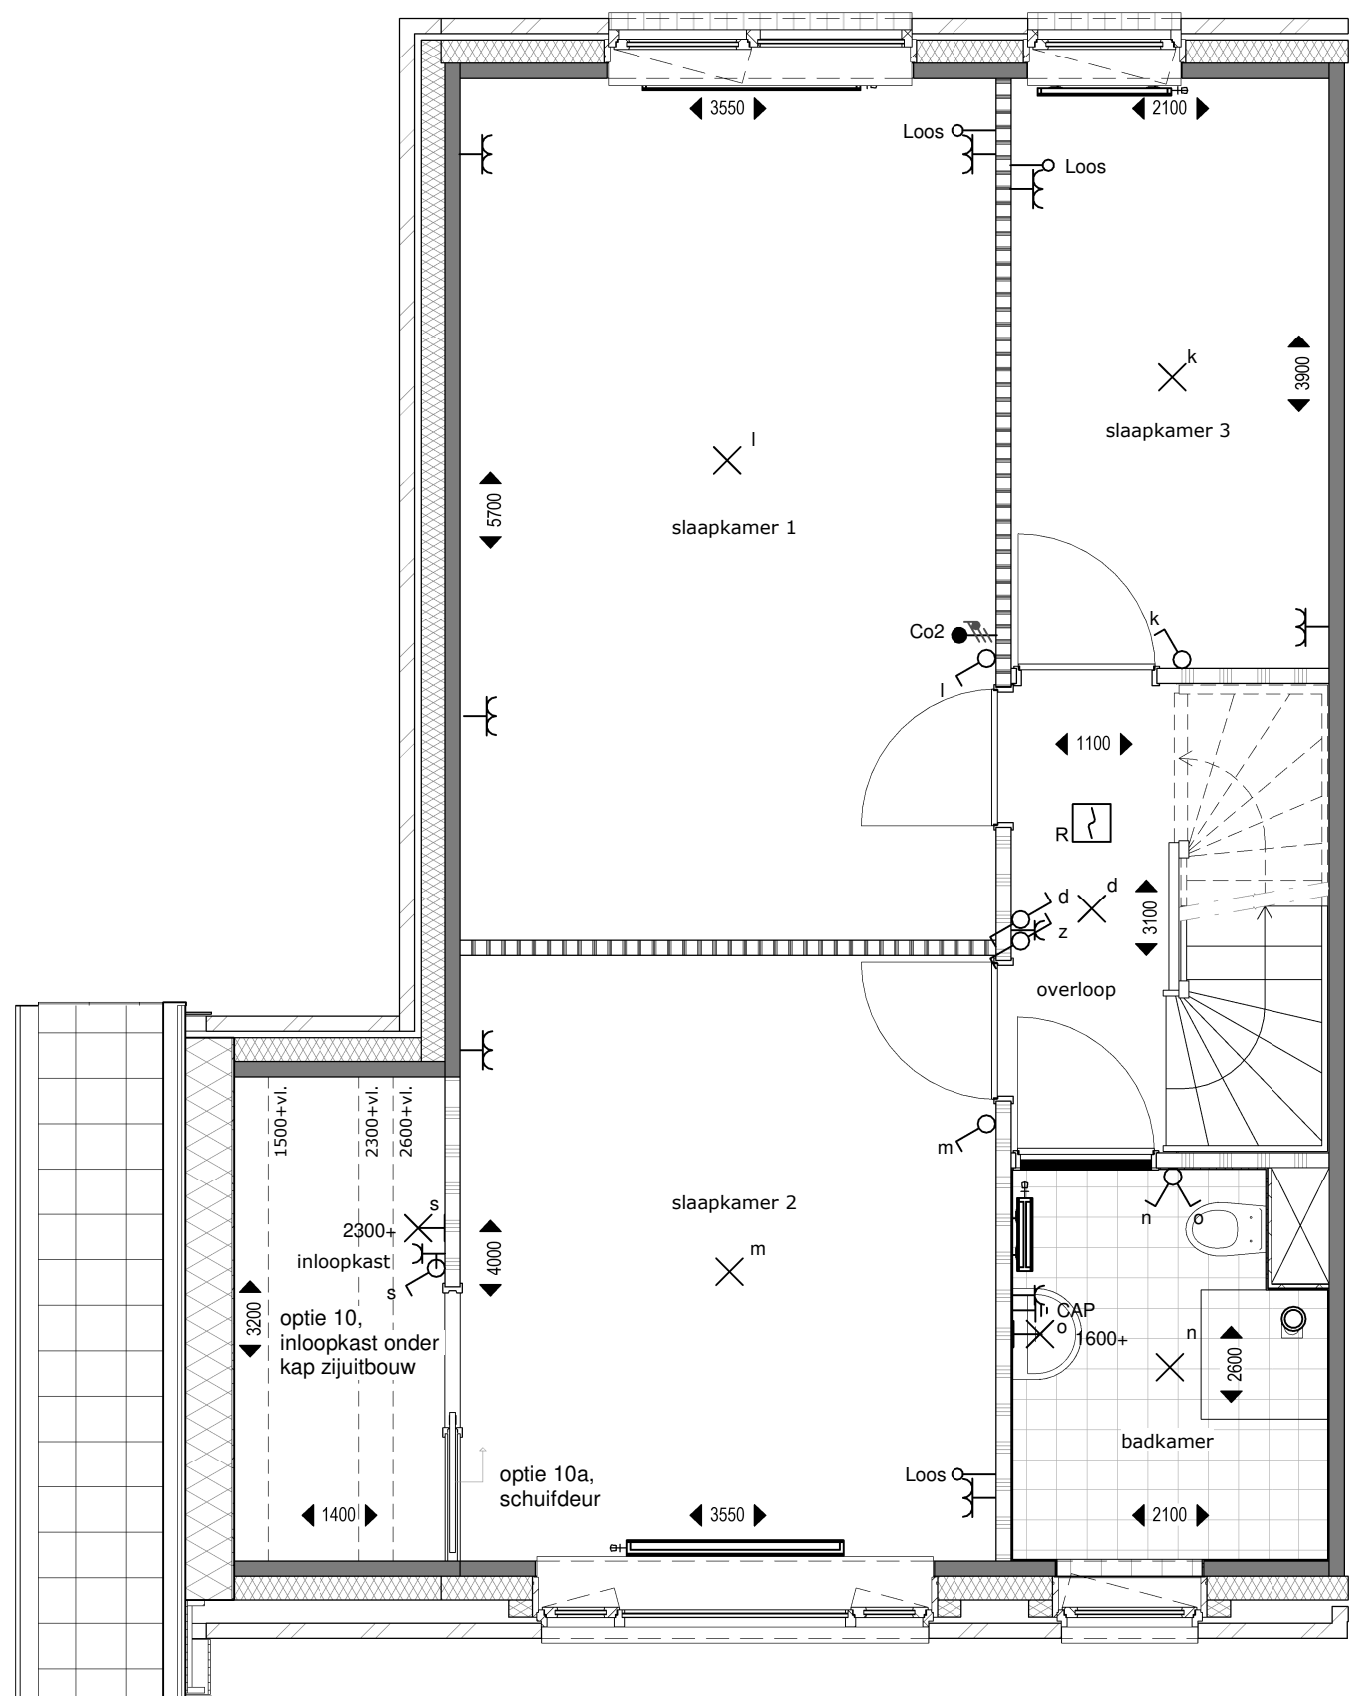 3550
2100
Loos
Loos
k
3900
slaapkamer 3
l
5700
slaapkamer 1
k
Co2
l
1100
R
d
d
z
3100
overloop
1500+vl.
2300+vl.
2600+vl.
m
slaapkamer 2
s
2300+
inloopkast
s
4000
m
n
o
3200
optie 10,
inloopkast onder
kap zijuitbouw
CAP
o
1600+
n
2600
badkamer
optie 10a,
schuifdeur
Loos
1400
3550
2100